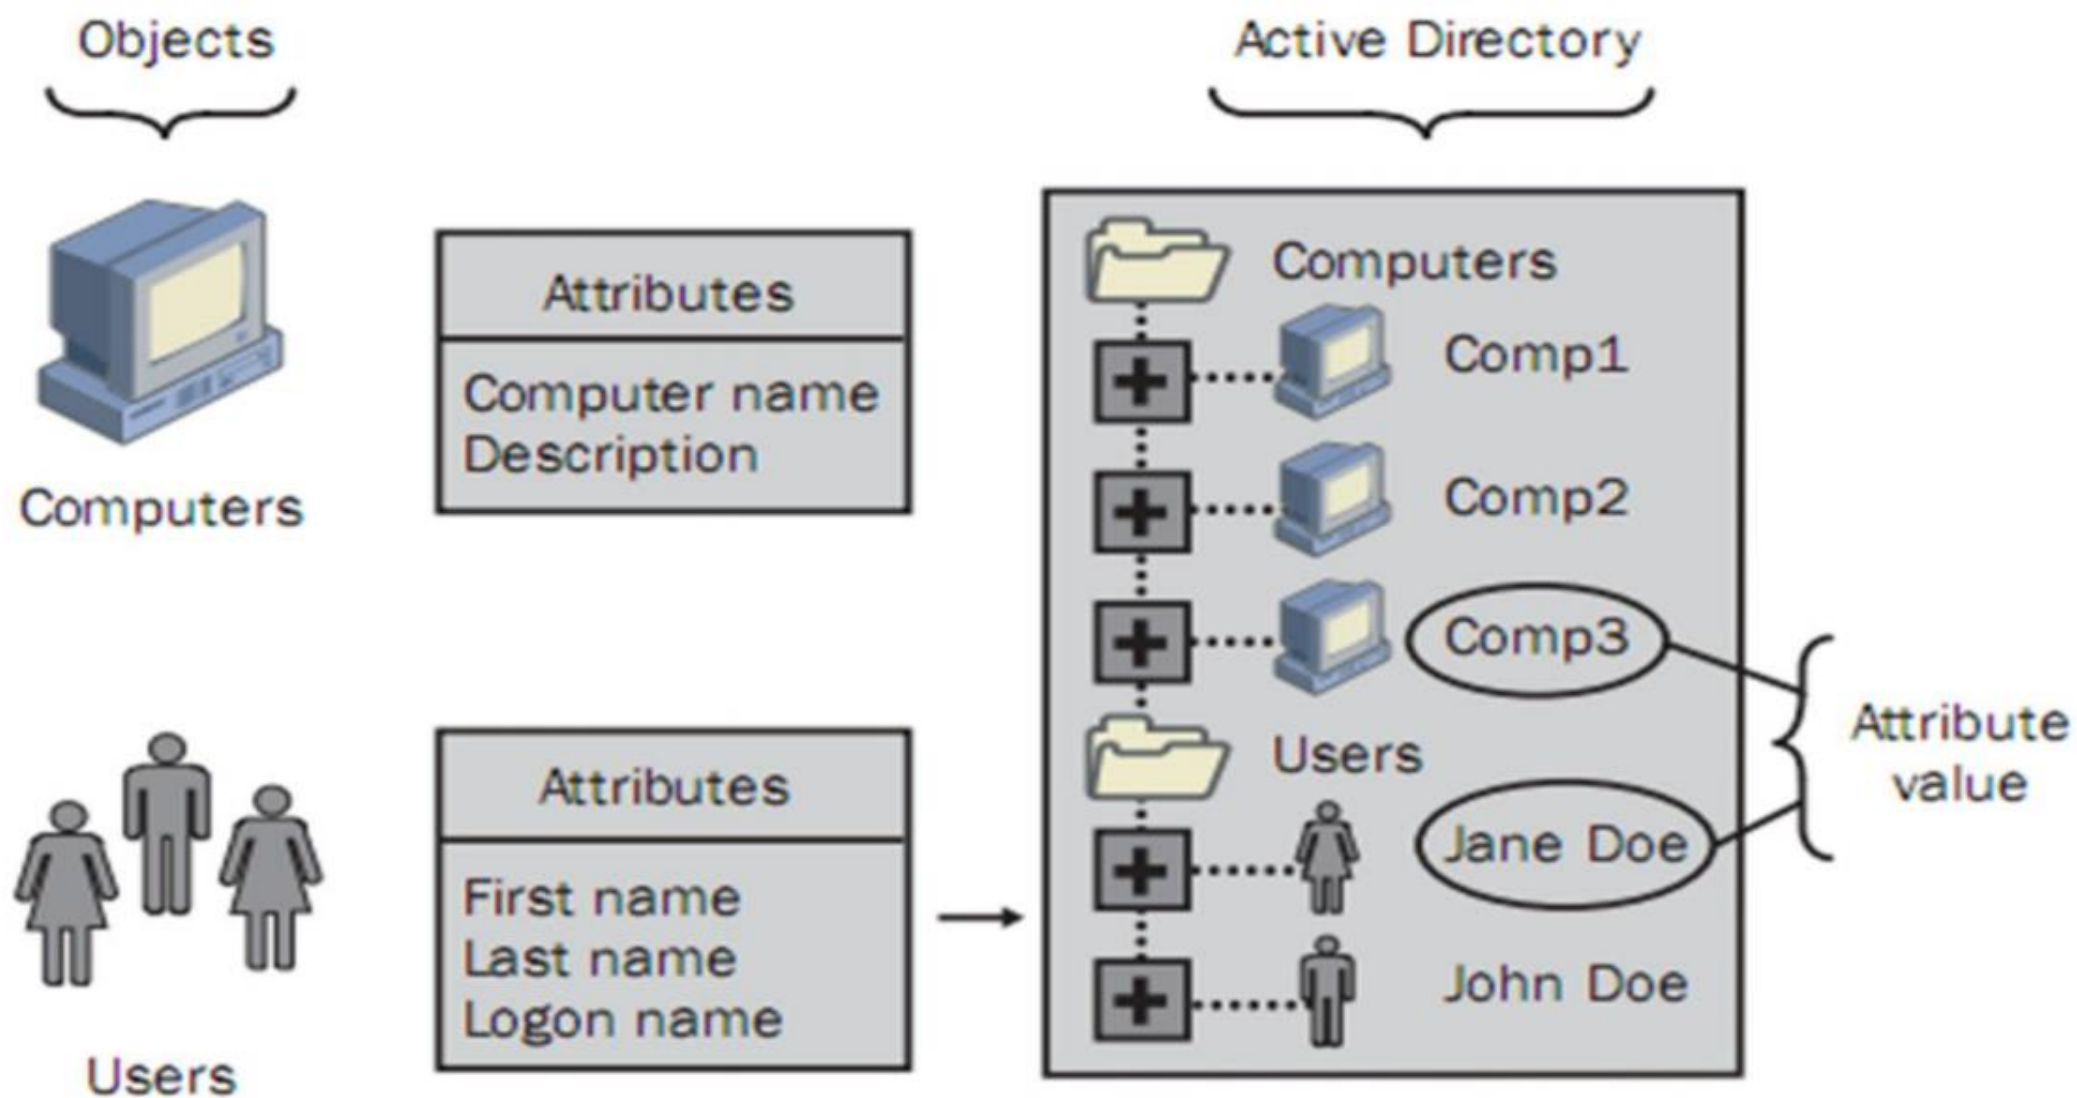 Objects
Computers
Attributes
Computer name
Description
Users
Attributes
First name
Last name
Logon name
Active Directory
Computers
Comp1
Comp2
Comp3
Users
Jane Doe
John Doe
Attribute
value